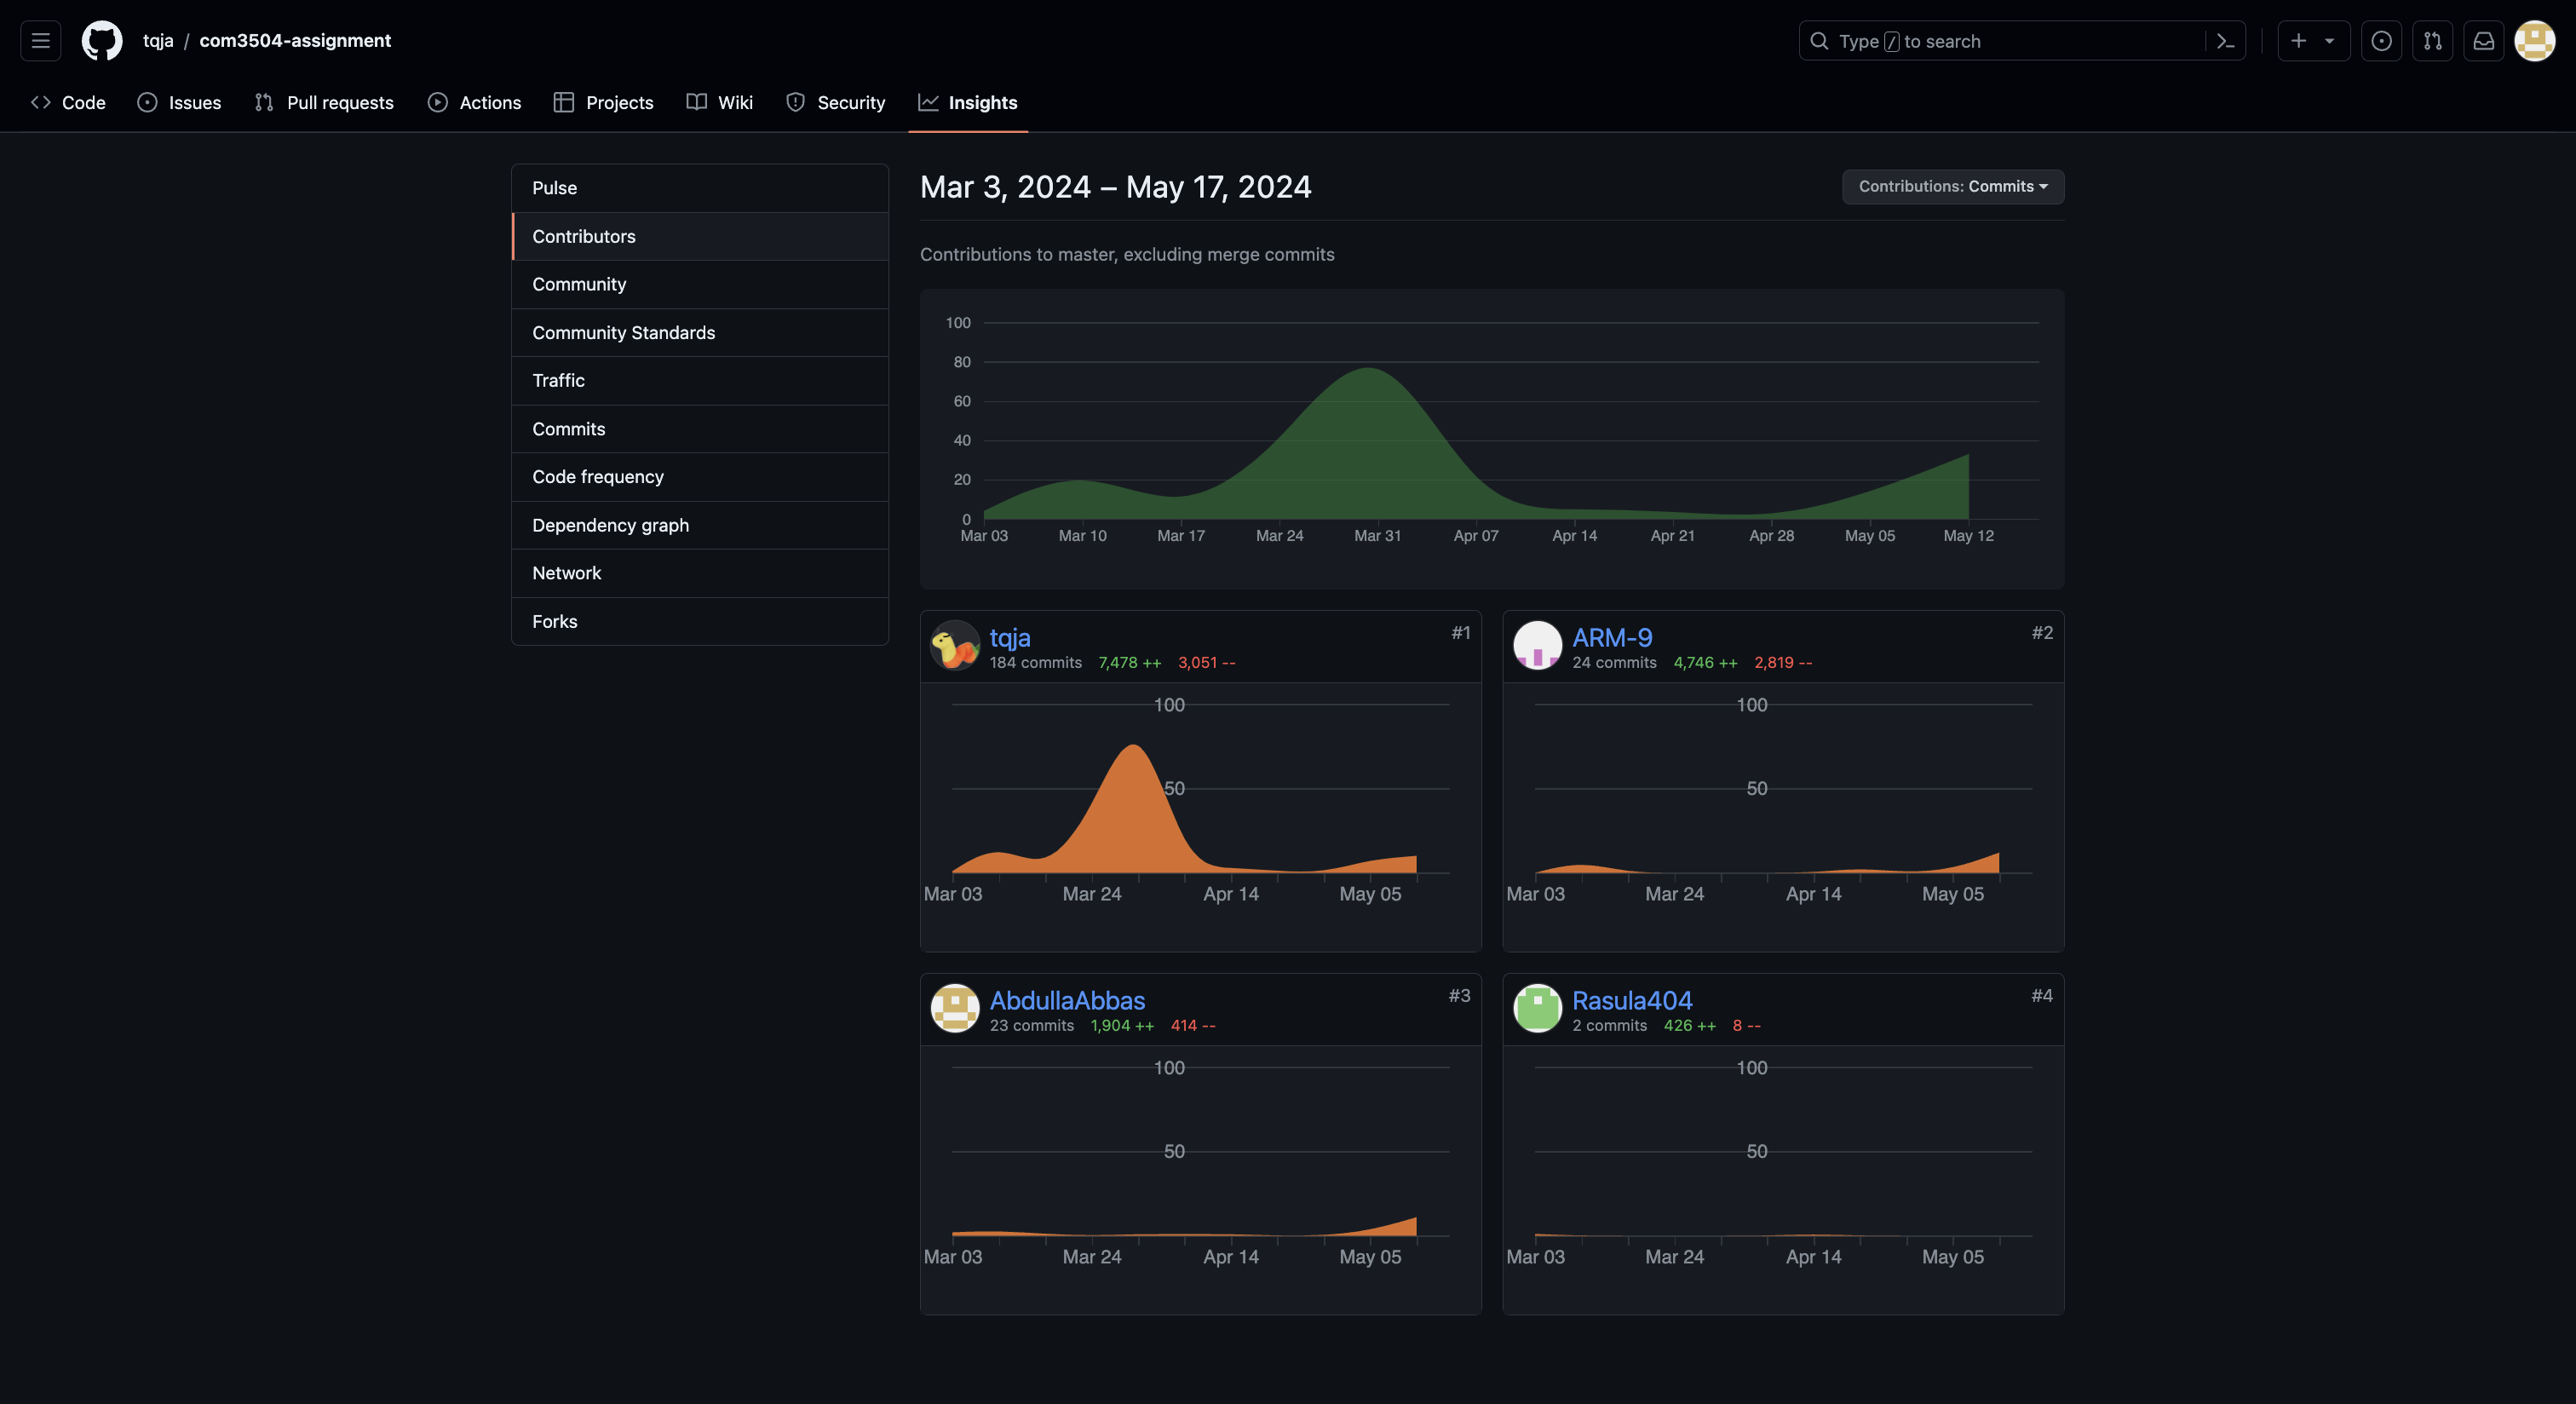 tqja / com3504-assignment
Type / to search
Code Issues Pull requests Actions Projects Wiki Security Insights
Pulse
Contributors
Community
Community Standards
Traffic
Commits
Code frequency
Dependency graph
Network
Forks
Mar 3, 2024 – May 17, 2024
Contributions: Commits
Contributions to master, excluding merge commits
100
80
60
40
20
0
Mar 03 Mar 10 Mar 17 Mar 24 Mar 31 Apr 07 Apr 14 Apr 21 Apr 28 May 05 May 12
tqja #1
184 commits 7,478 ++ 3,051 --
100
50
Mar 03 Mar 24 Apr 14 May 05
ARM-9 #2
24 commits 4,746 ++ 2,819 --
100
50
Mar 03 Mar 24 Apr 14 May 05
AbdullaAbbas #3
23 commits 1,904 ++ 414 --
100
50
Mar 03 Mar 24 Apr 14 May 05
Rasula404 #4
2 commits 426 ++ 8 --
100
50
Mar 03 Mar 24 Apr 14 May 05